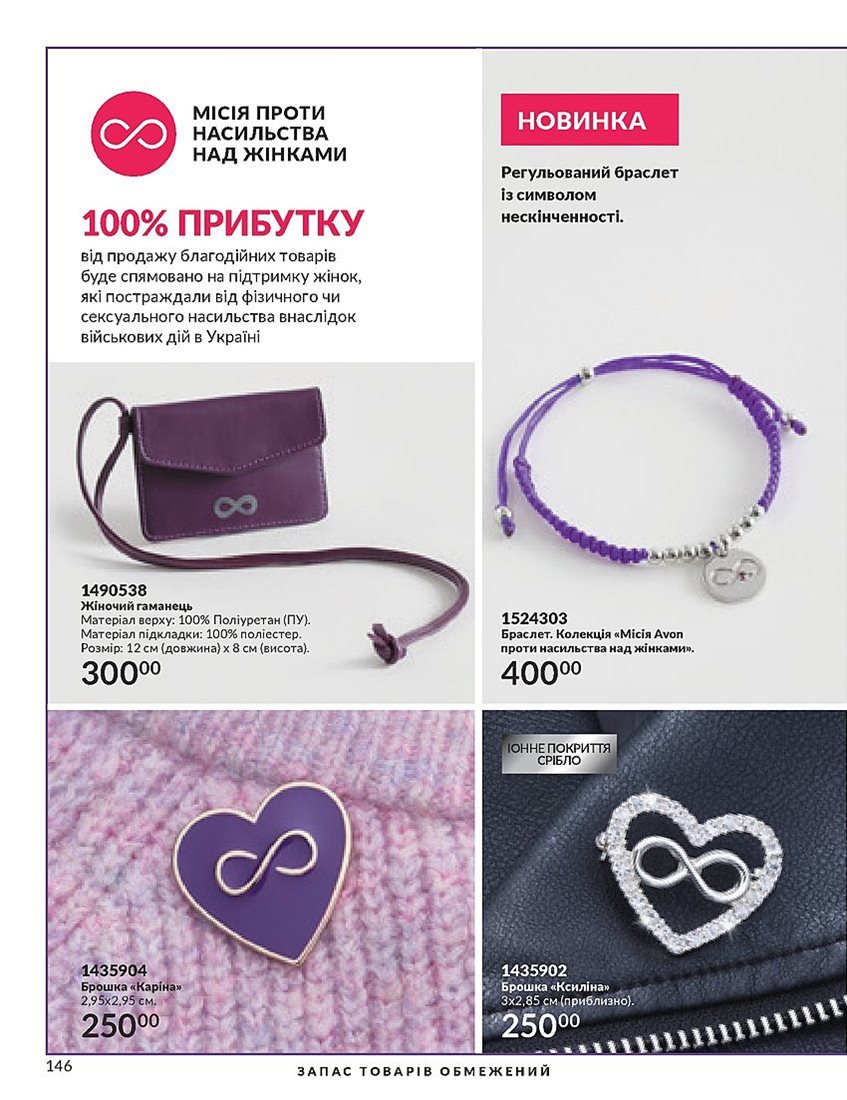 МІСІЯ ПРОТИ
НАСИЛЬСТВА
НАД ЖІНКАМИ
100% ПРИБУТКУ
від продажу благодійних товарів
буде спямовано на підтримку жінок,
які постраждали від фізичного чи
сексуального насильства внаслідок
військових дій в Україні
НОВИНКА
Регульований браслет
із символом
нескінченності.
1490538
Жіночий гаманець
Матеріал верху: 100% Поліуретан (ПУ).
Матеріал підкладки: 100% поліестер.
Розмір: 12 см (довжина) х 8 см (висота).
30000
1524303
Браслет. Колекція «Місія Avon
проти насильства над жінками».
40000
1435904
Брошка «Каріна»
2,95х2,95 см.
25000
ІОННЕ ПОКРИТТЯ
СРІБЛО
1435902
Брошка «Ксиліна»
3х2,85 см (приблизно).
25000
146
ЗАПАС ТОВАРІВ ОБМЕЖЕНИЙ